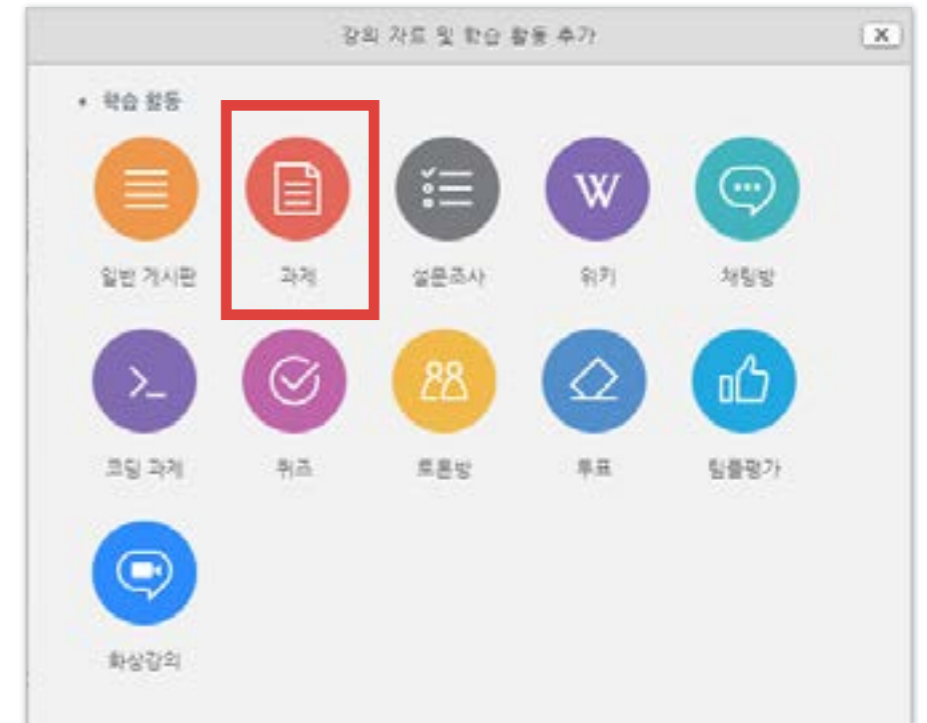 강의 자료 및 학습 활동 추가
X
• 학습 활동
W
일반 게시판 과제 설문조사 위키 채팅방
>_
코딩 과제 퀴즈 토론방 투표 팀플평가
화상강의